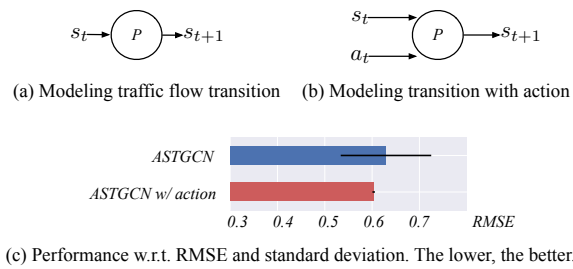 s_t P s_{t+1}
s_t a_t P s_{t+1}
(a) Modeling traffic flow transition
(b) Modeling transition with action
ASTGCN
ASTGCN w/ action
0.3 0.4 0.5 0.6 0.7 RMSE
(c) Performance w.r.t. RMSE and standard deviation. The lower, the better.